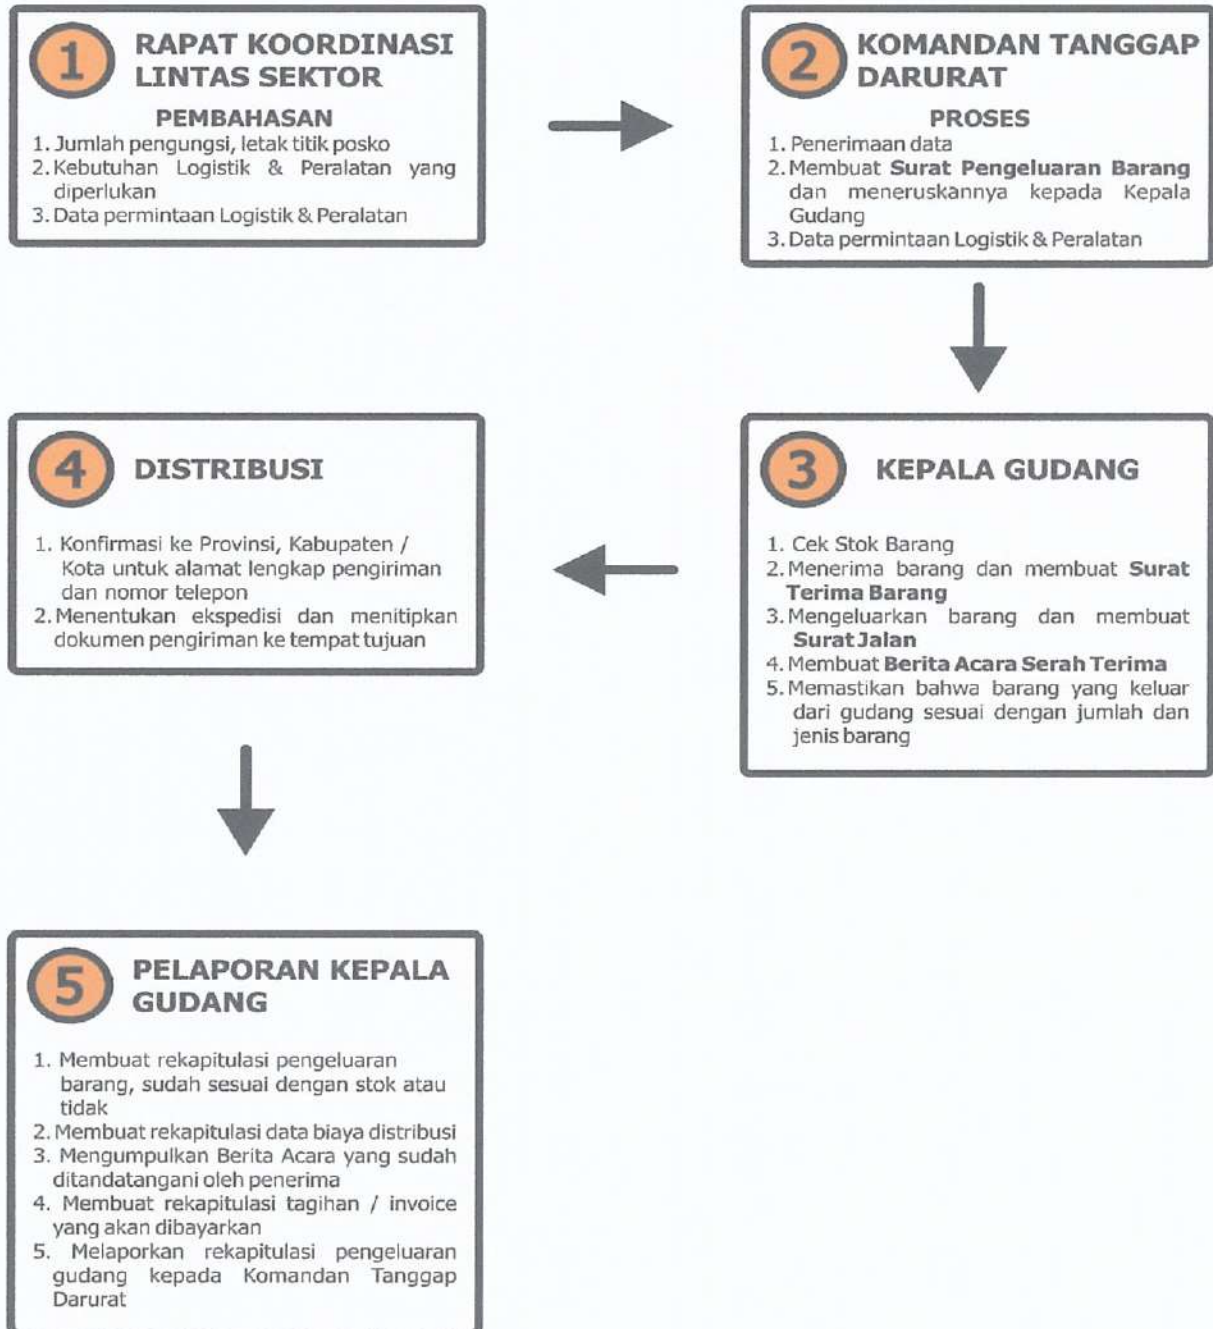 1
RAPAT KOORDINASI
LINTAS SEKTOR
PEMBAHASAN
1. Jumlah pengungsi, letak titik posko
2. Kebutuhan Logistik & Peralatan yang
diperlukan
3. Data permintaan Logistik & Peralatan
2
KOMANDAN TANGGAP
DARURAT
PROSES
1. Penerimaan data
2. Membuat Surat Pengeluaran Barang
dan meneruskannya kepada Kepala
Gudang
3. Data permintaan Logistik & Peralatan
3
KEPALA GUDANG
1. Cek Stok Barang
2. Menerima barang dan membuat Surat
Terima Barang
3. Mengeluarkan barang dan membuat
Surat Jalan
4. Membuat Berita Acara Serah Terima
5. Memastikan bahwa barang yang keluar
dari gudang sesuai dengan jumlah dan
jenis barang
4
DISTRIBUSI
1. Konfirmasi ke Provinsi, Kabupaten /
Kota untuk alamat lengkap pengiriman
dan nomor telepon
2. Menentukan ekspedisi dan menitipkan
dokumen pengiriman ke tempat tujuan
5
PELAPORAN KEPALA
GUDANG
1. Membuat rekapitulasi pengeluaran
barang, sudah sesuai dengan stok atau
tidak
2. Membuat rekapitulasi data biaya distribusi
3. Mengumpulkan Berita Acara yang sudah
ditandatangani oleh penerima
4. Membuat rekapitulasi tagihan / invoice
yang akan dibayarkan
5. Melaporkan rekapitulasi pengeluaran
gudang kepada Komandan Tanggap
Darurat